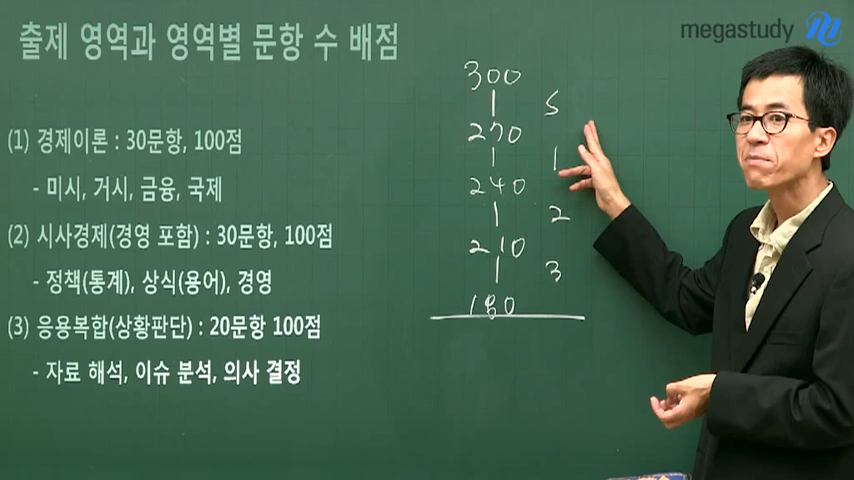 출제 영역과 영역별 문항 수 배점
megastudy
(1) 경제이론 : 30문항, 100점
- 미시, 거시, 금융, 국제
(2) 시사경제(경영 포함) : 30문항, 100점
- 정책(통계), 상식(용어), 경영
(3) 응용복합(상황판단) : 20문항 100점
- 자료 해석, 이슈 분석, 의사 결정
300
S
270
1
240
2
210
3
180